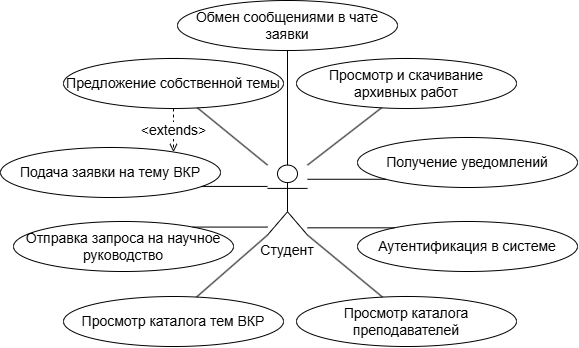 Обмен сообщениями в чате
заявки
Предложение собственной темы
Просмотр и скачивание
архивных работ
<extends>
Подача заявки на тему ВКР
Получение уведомлений
Отправка запроса на научное
руководство
Студент
Аутентификация в системе
Просмотр каталога тем ВКР
Просмотр каталога
преподавателей